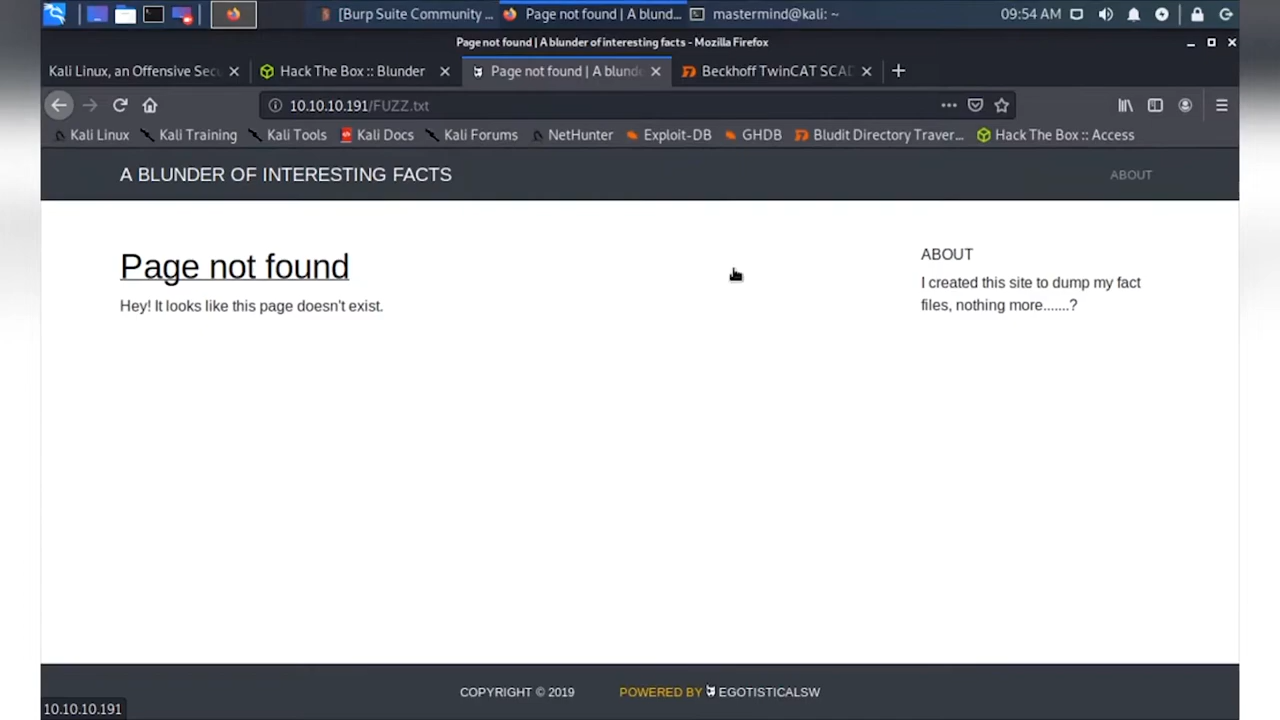 [Burp Suite Community ...
Page not found | A blund...
mastermind@kali: ~
09:54 AM
Page not found | A blunder of interesting facts - Mozilla Firefox
Kali Linux, an Offensive Sec
Hack The Box :: Blunder
Page not found | A blund
Beckhoff TwinCAT SCAD
10.10.10.191/FUZZ.txt
Kali Linux
Kali Training
Kali Tools
Kali Docs
Kali Forums
NetHunter
Exploit-DB
GHDB
Bludit Directory Traver...
Hack The Box :: Access
A BLUNDER OF INTERESTING FACTS
ABOUT
Page not found
Hey! It looks like this page doesn't exist.
ABOUT
I created this site to dump my fact
files, nothing more.......?
COPYRIGHT © 2019
POWERED BY EGOTISTICALSW
10.10.10.191